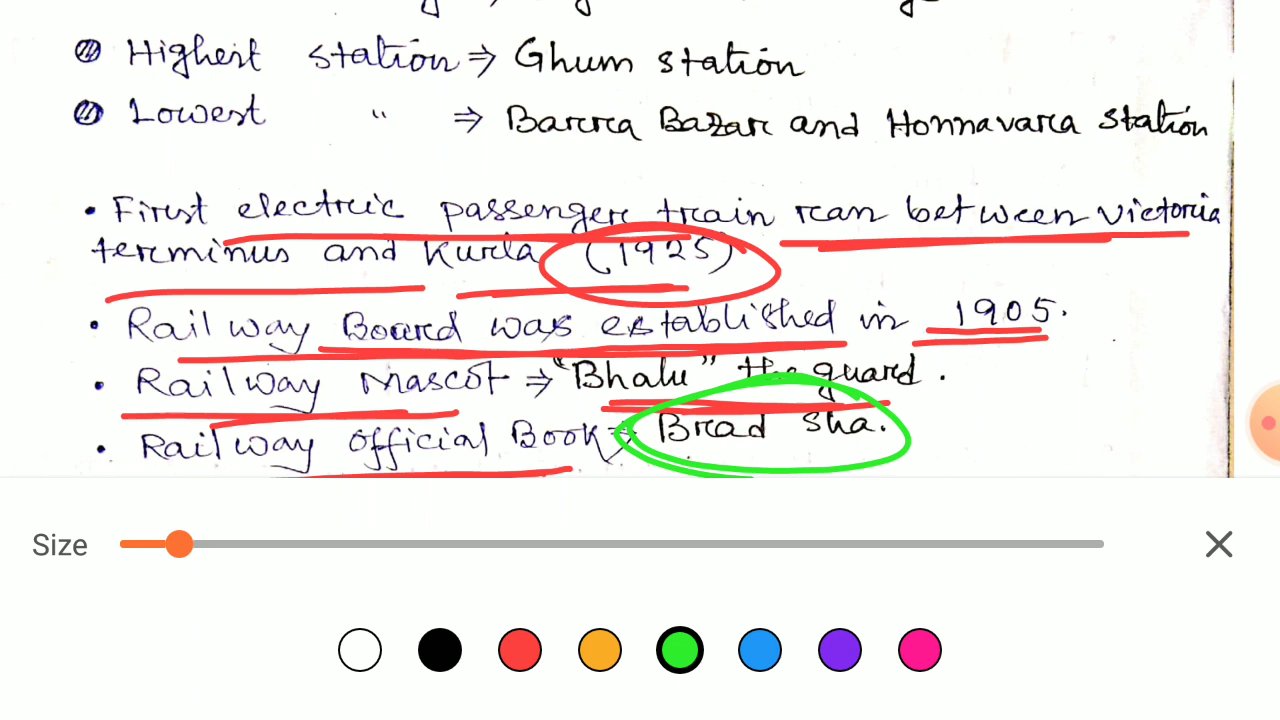 Highest station ⇒ Ghum station
Lowest " ⇒ Barra Bazar and Honnavara station
• First electric passenger train ran between victoria
terminus and Kurla (1925)
• Railway Board was established in 1905.
• Railway Mascot ⇒ "Bhalu" the guard.
• Railway official Book ⇒ Brad sha.
Size